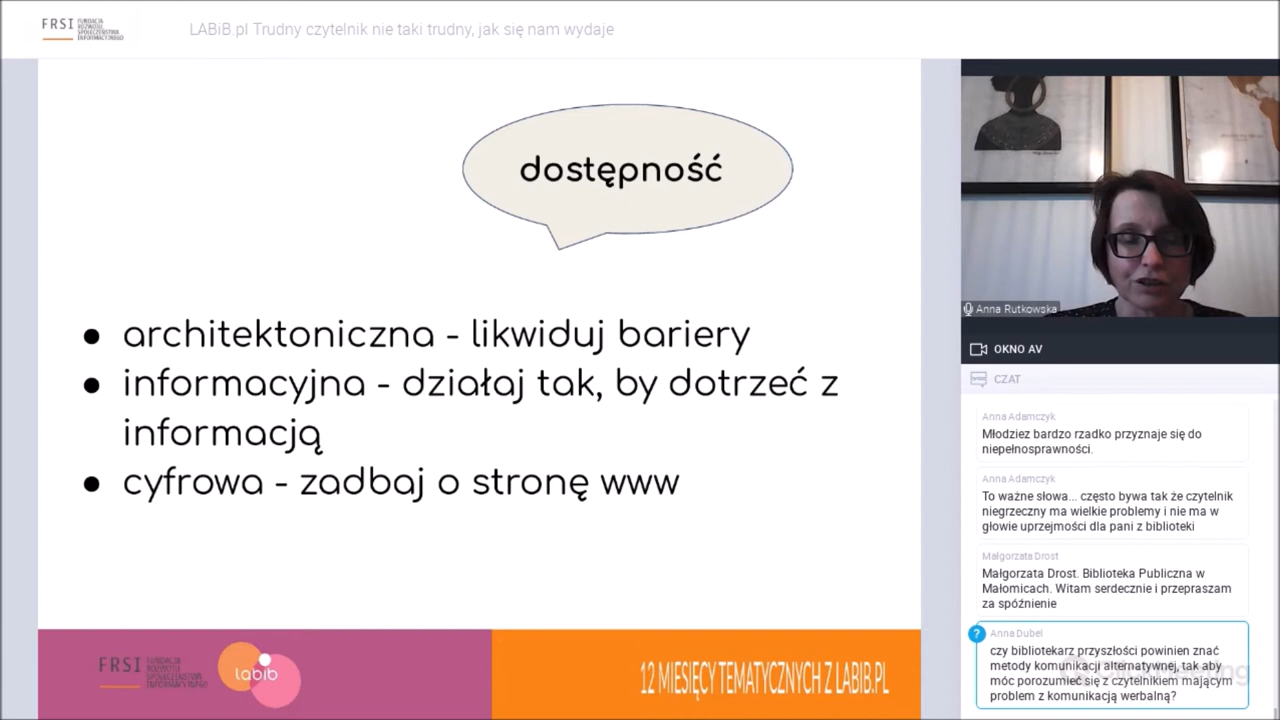 FRSI FUNDACJA
ROZWOJU
SPOŁECZEŃSTWA
INFORMACYJNEGO
LABiB.pl Trudny czytelnik nie taki trudny, jak się nam wydaje
dostępność
● architektoniczna - likwiduj bariery
● informacyjna - działaj tak, by dotrzeć z
informacją
● cyfrowa - zadbaj o stronę www
FRSI FUNDACJA
ROZWOJU
SPOŁECZEŃSTWA
INFORMACYJNEGO
labib
12 MIESIĘCY TEMATYCZNYCH Z LABIB.PL
Anna Rutkowska
OKNO AV
CZAT
Anna Adamczyk
Młodziez bardzo rzadko przyznaje się do
niepełnosprawności.
Anna Adamczyk
To ważne słowa... często bywa tak że czytelnik
niegrzeczny ma wielkie problemy i nie ma w
głowie uprzejmości dla pani z biblioteki
Małgorzata Drost
Małgorzata Drost. Biblioteka Publiczna w
Małomicach. Witam serdecznie i przepraszam
za spóźnienie
?
Anna Dubel
czy bibliotekarz przyszłości powinien znać
metody komunikacji alternatywnej, tak aby
móc porozumieć się z czytelnikiem mającym
problem z komunikacją werbalną?